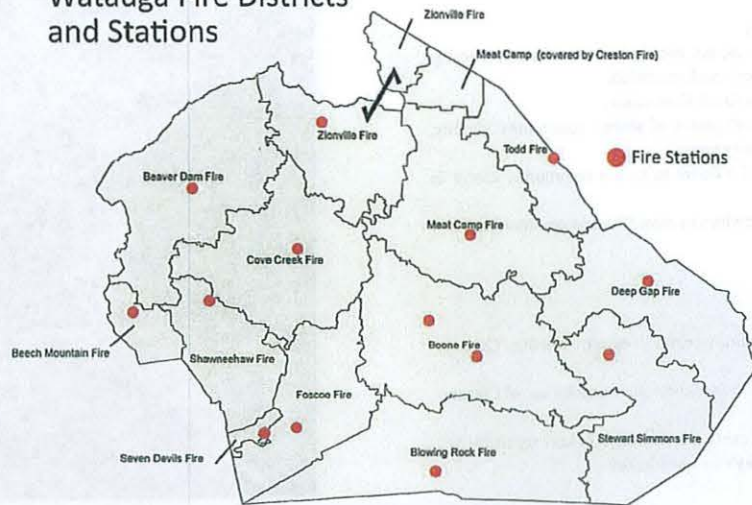 Watauga Fire Districts
and Stations
Zionville Fire
Meat Camp (covered by Creston Fire)
Zionville Fire
Todd Fire
Fire Stations
Beaver Dam Fire
Meat Camp Fire
Cove Creek Fire
Deep Gap Fire
Boone Fire
Beech Mountain Fire
Shawneehaw Fire
Foscoe Fire
Stewart Simmons Fire
Seven Devils Fire
Blowing Rock Fire